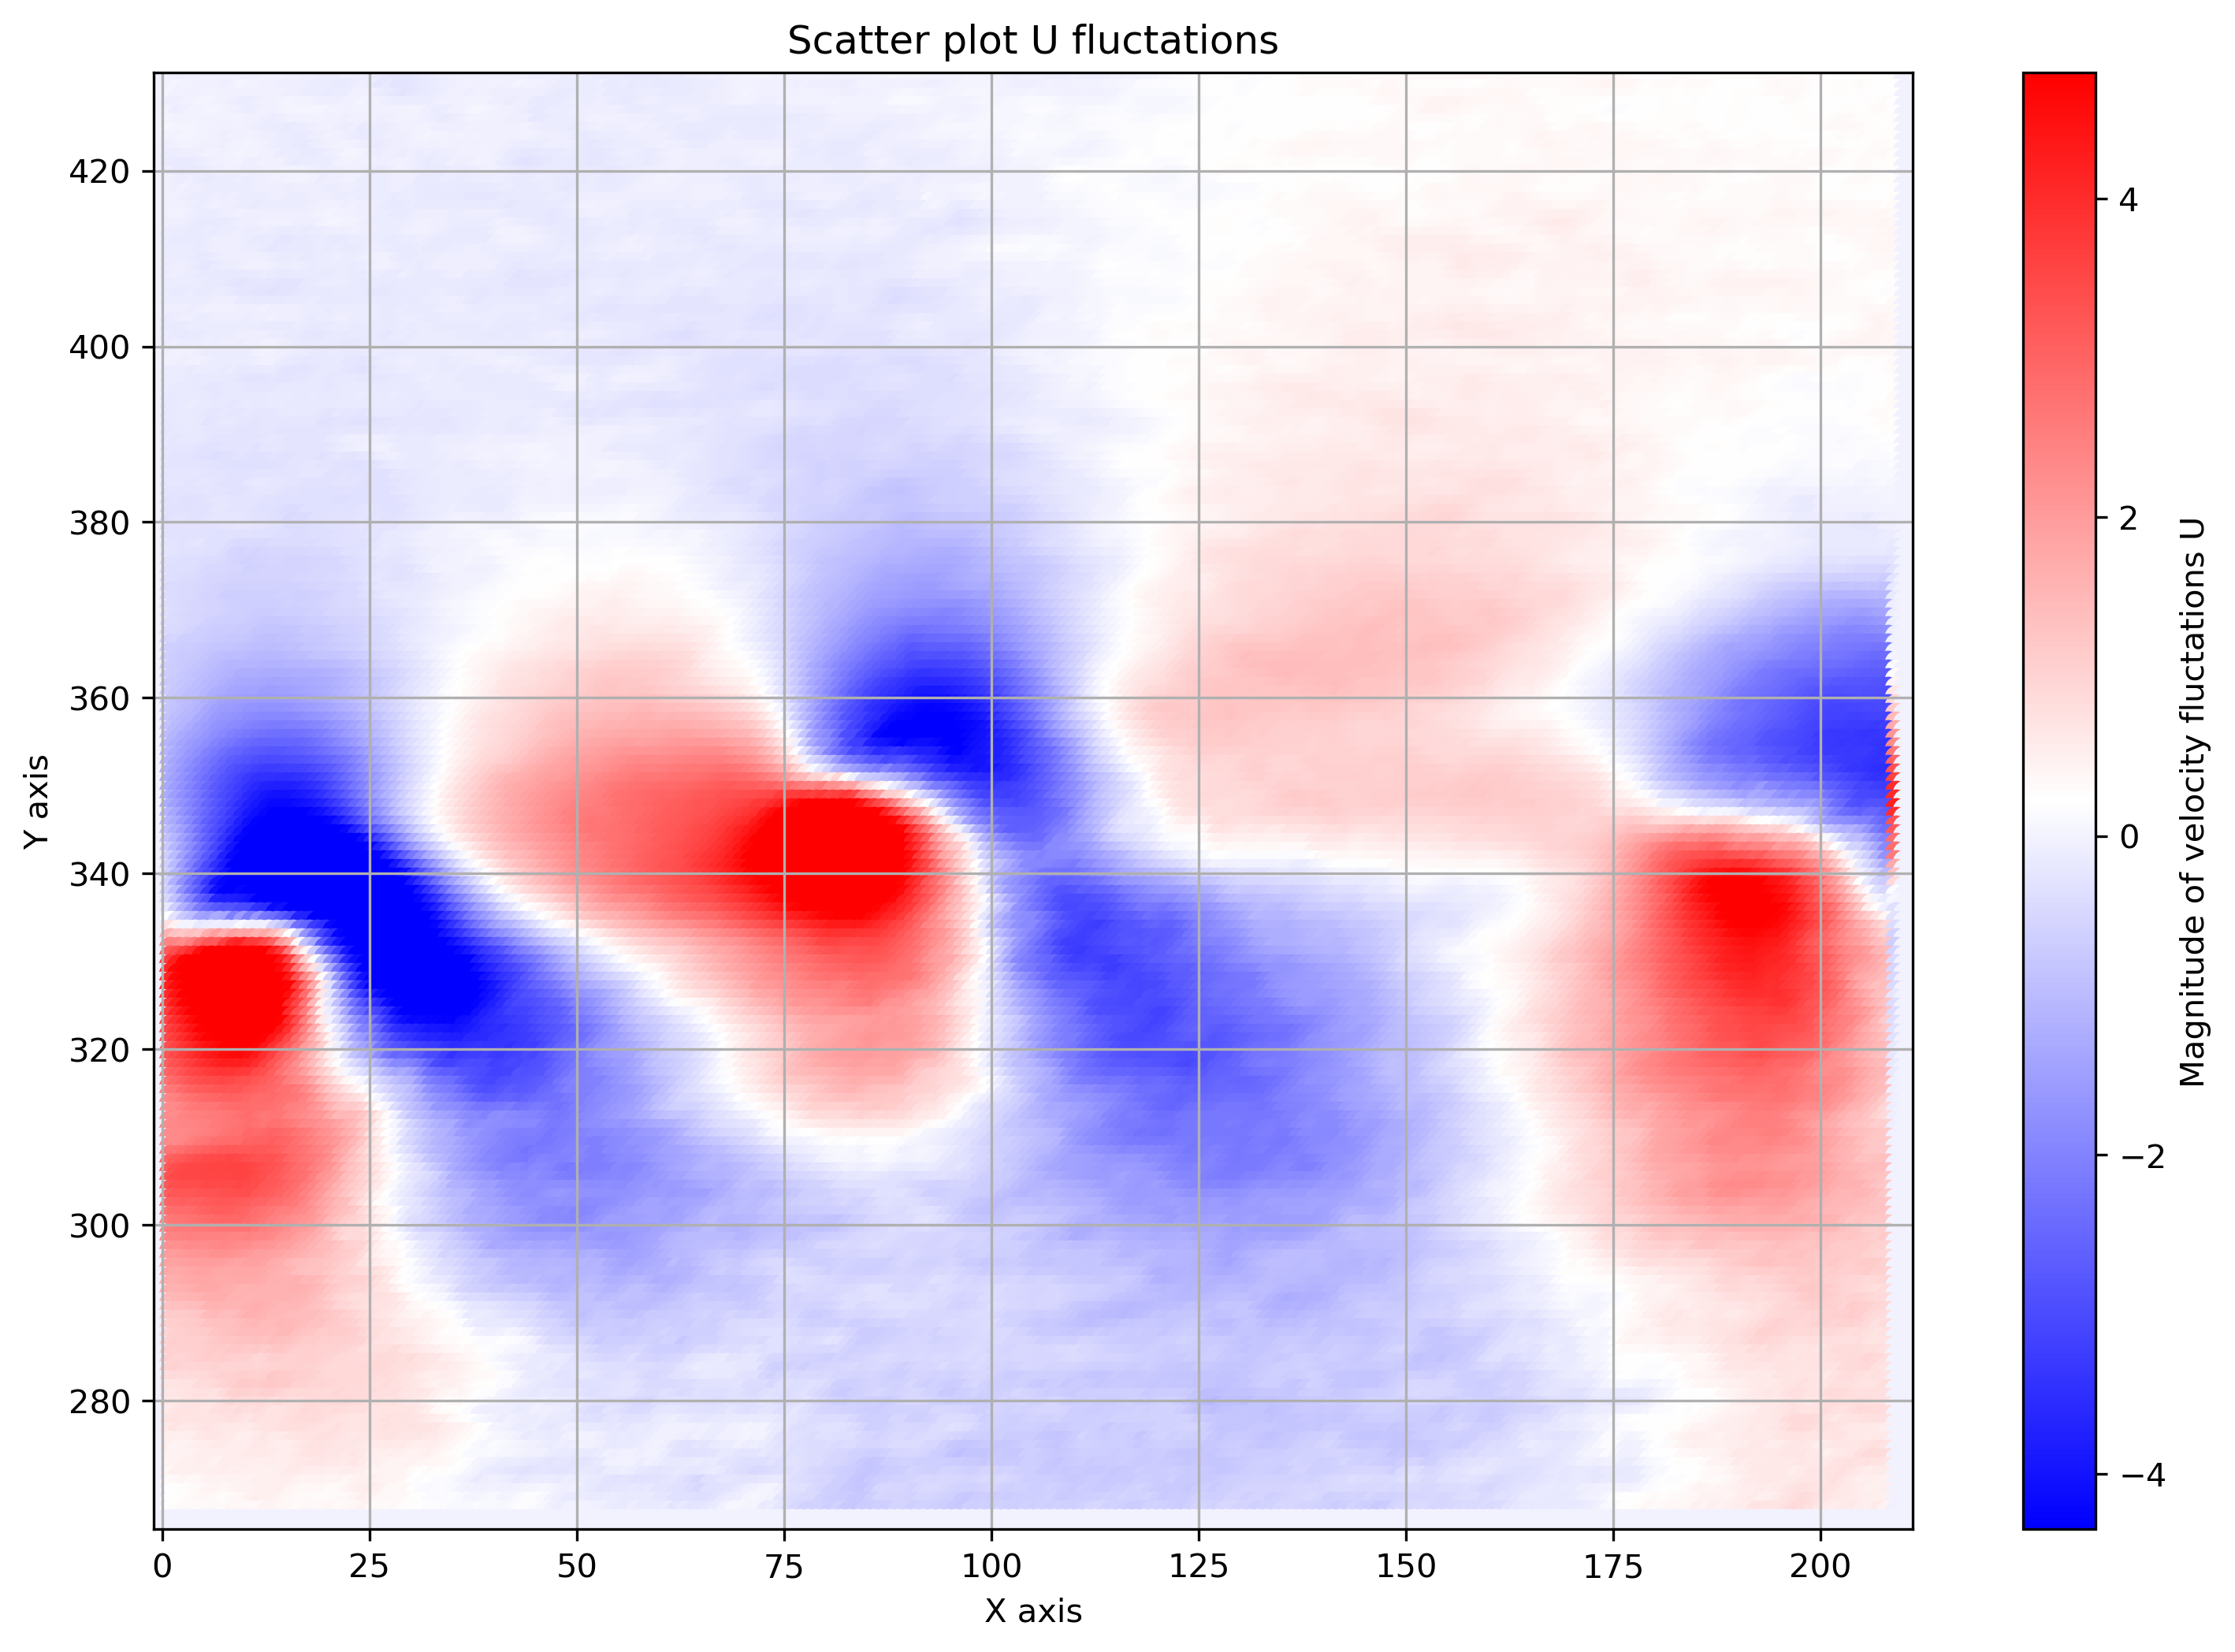 Scatter plot U fluctations
420
400
380
360
340
320
300
280
Y axis
0 25 50 75 100 125 150 175 200
X axis
4
2
0
−2
−4
Magnitude of velocity fluctations U